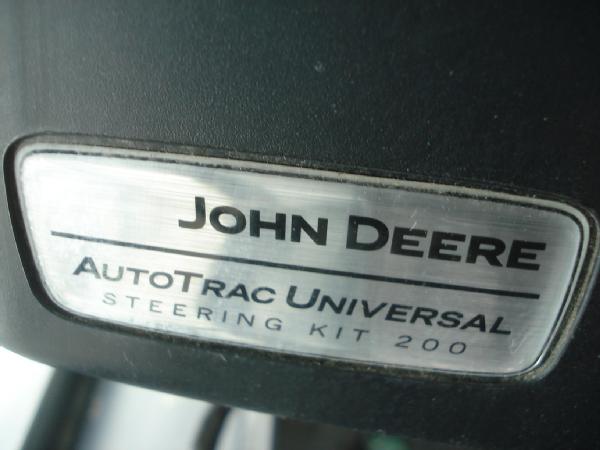 JOHN DEERE
AUTOTRAC UNIVERSAL
STEERING KIT 200